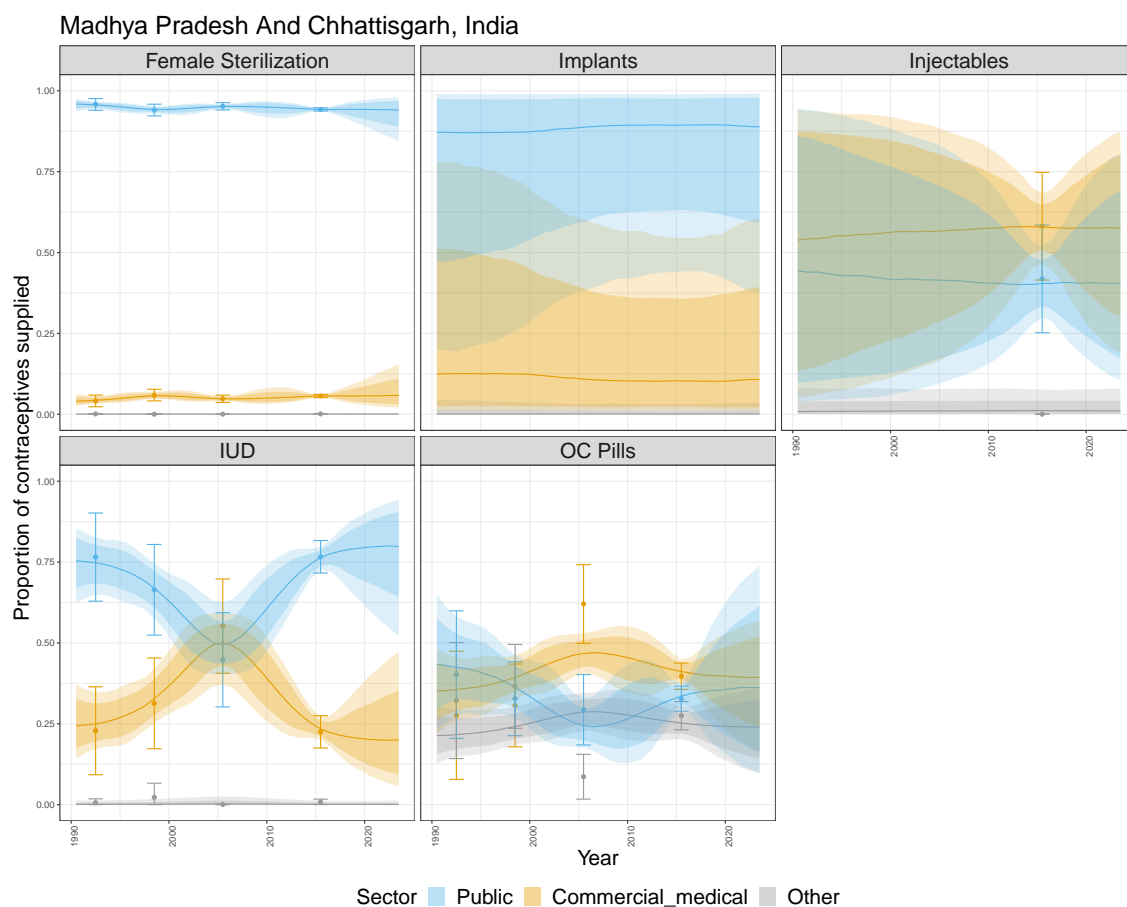 Madhya Pradesh And Chhattisgarh, India
Female Sterilization
Implants
Injectables
1.00
0.75
0.50
0.25
0.00
1990
2000
2010
2020
IUD
OC Pills
1.00
0.75
0.50
0.25
0.00
1990
2000
2010
2020
1990
2000
2010
2020
Proportion of contraceptives supplied
Year
Sector Public Commercial_medical Other